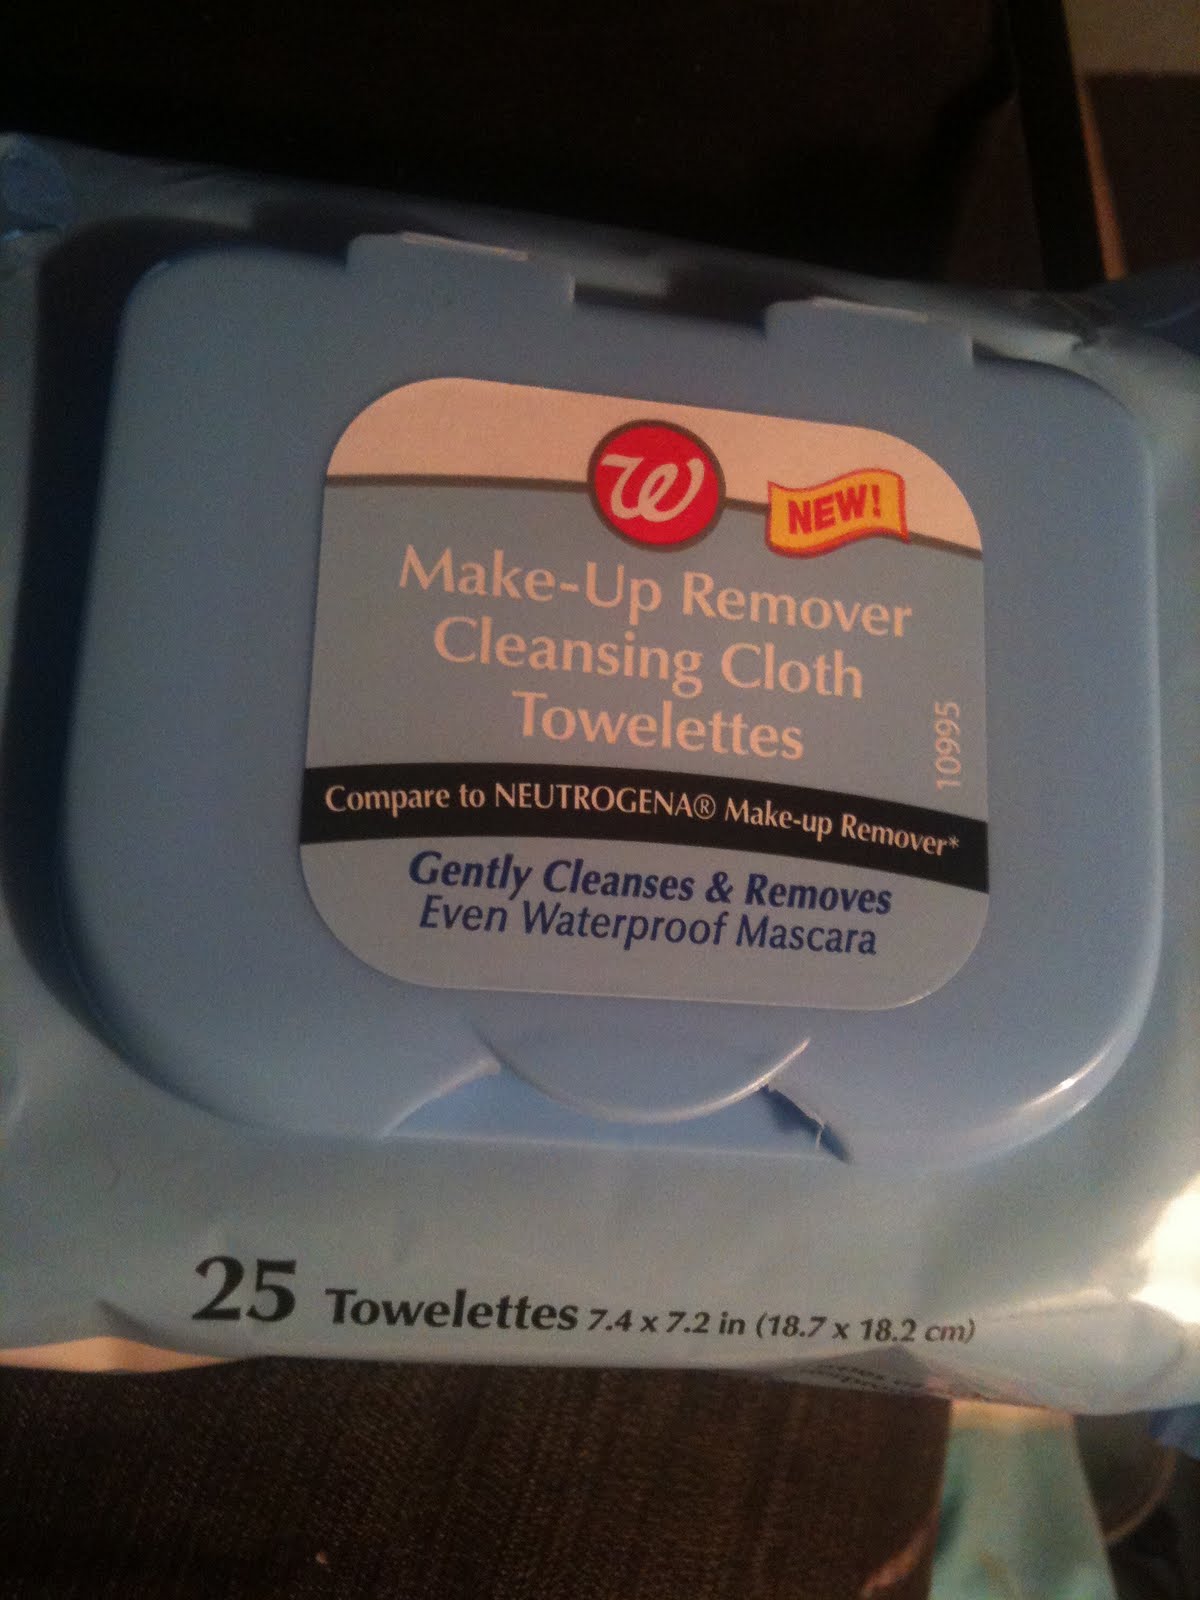 W
NEW!
Make-Up Remover
Cleansing Cloth
Towelettes
10995
Compare to NEUTROGENA® Make-up Remover*
Gently Cleanses & Removes
Even Waterproof Mascara
25 Towelettes 7.4 x 7.2 in (18.7 x 18.2 cm)